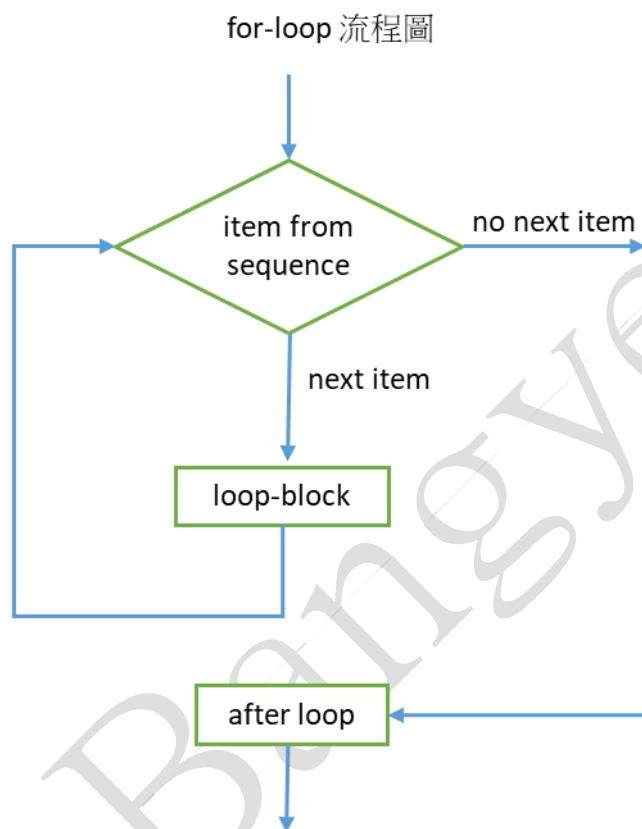 for-loop 流程圖
item from
sequence
no next item
next item
loop-block
after loop
Bangye